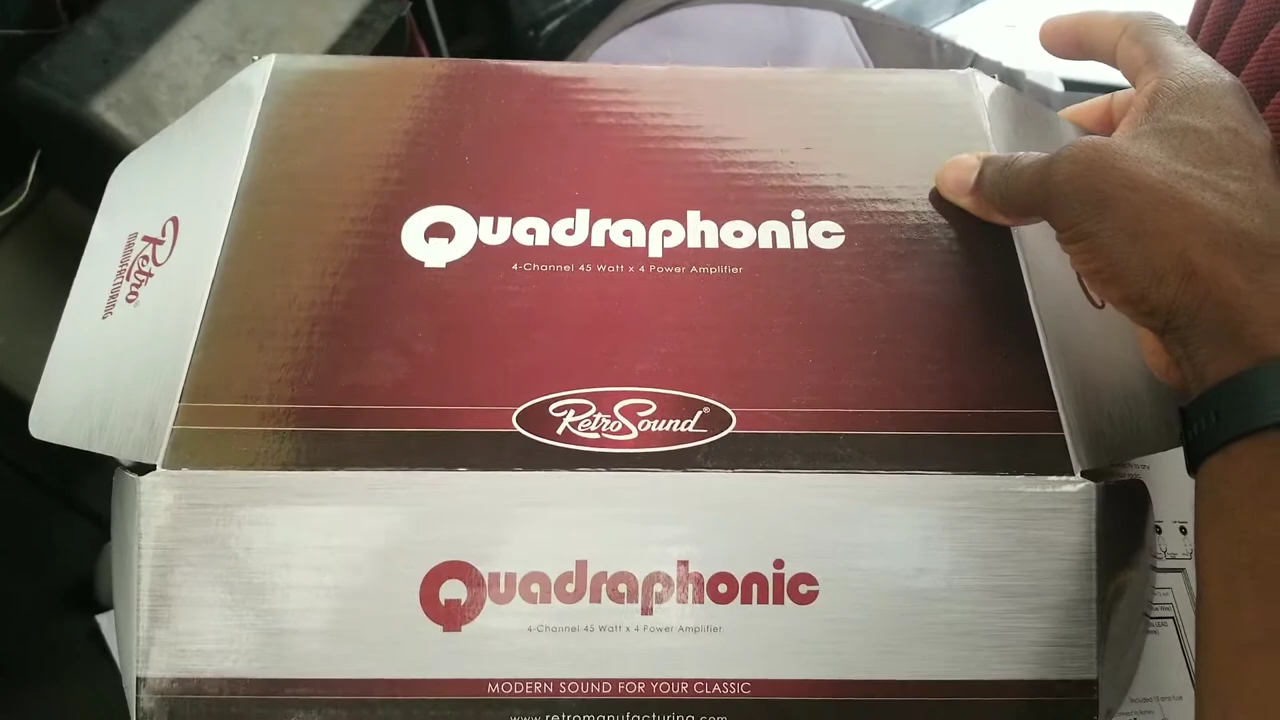 Quadraphonic
4-Channel 45 Watt x 4 Power Amplifier
Retro®
MANUFACTURING
RetroSound®
Quadraphonic
4-Channel 45 Watt x 4 Power Amplifier
MODERN SOUND FOR YOUR CLASSIC
www.retromanufacturing.com